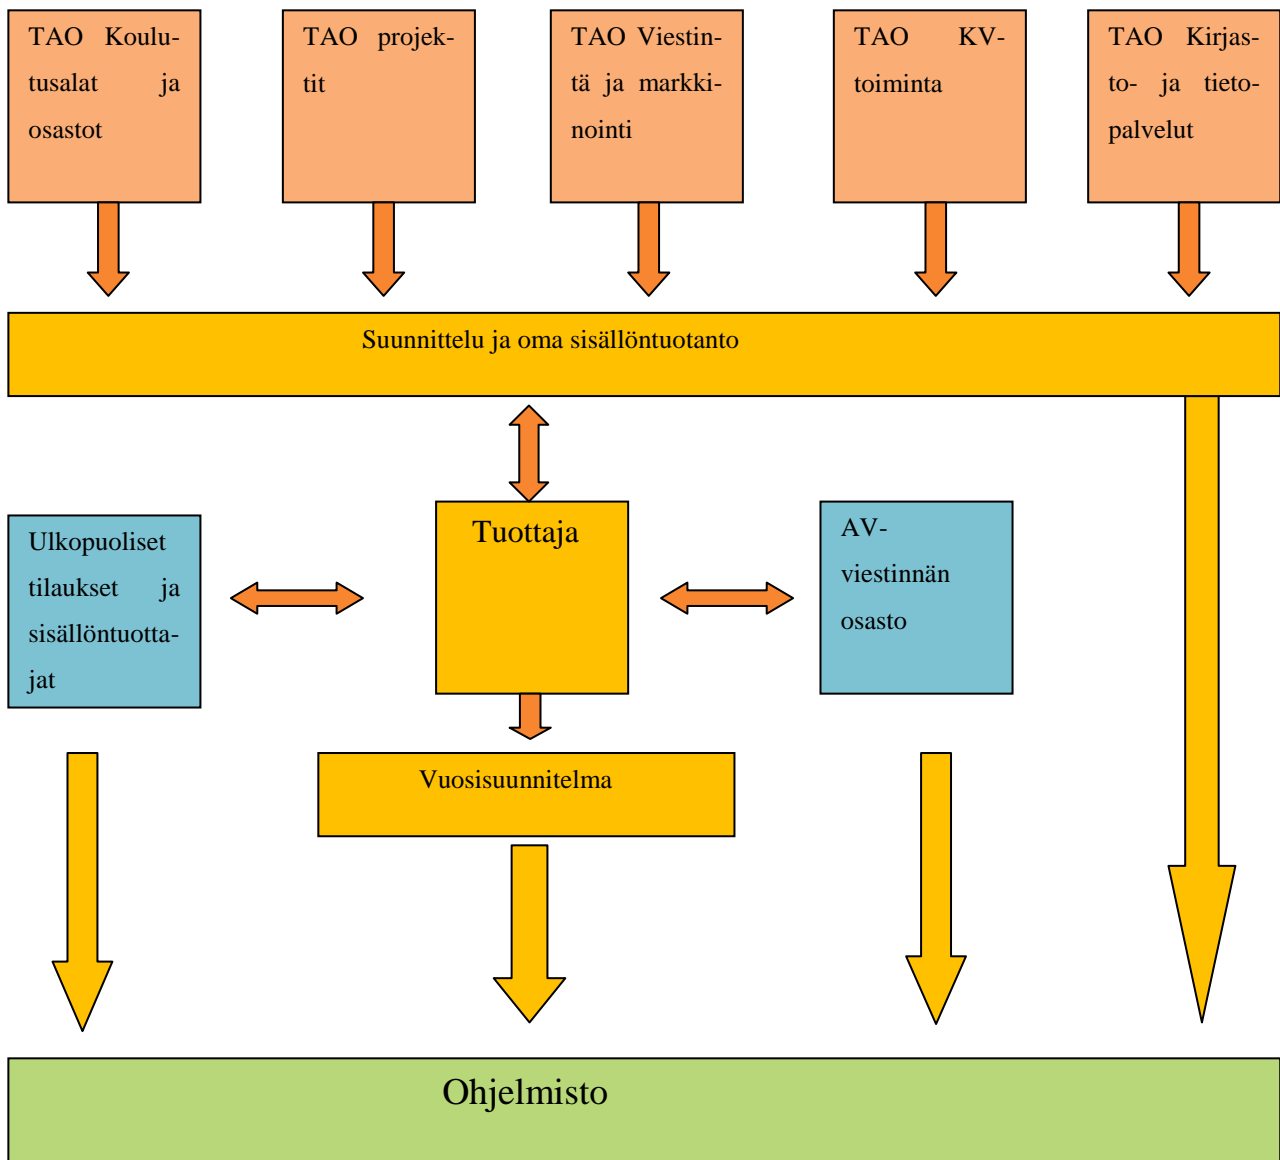 TAO Koulu-
tusalat ja
osastot
TAO projek-
tit
TAO Viestin-
tä ja markki-
nointi
TAO KV-
toiminta
TAO Kirjas-
to- ja tieto-
palvelut
Suunnittelu ja oma sisällöntuotanto
Ulkopuoliset
tilaukset ja
sisällöntuotta-
jat
Tuottaja
AV-
viestinnän
osasto
Vuosisuunnitelma
Ohjelmisto